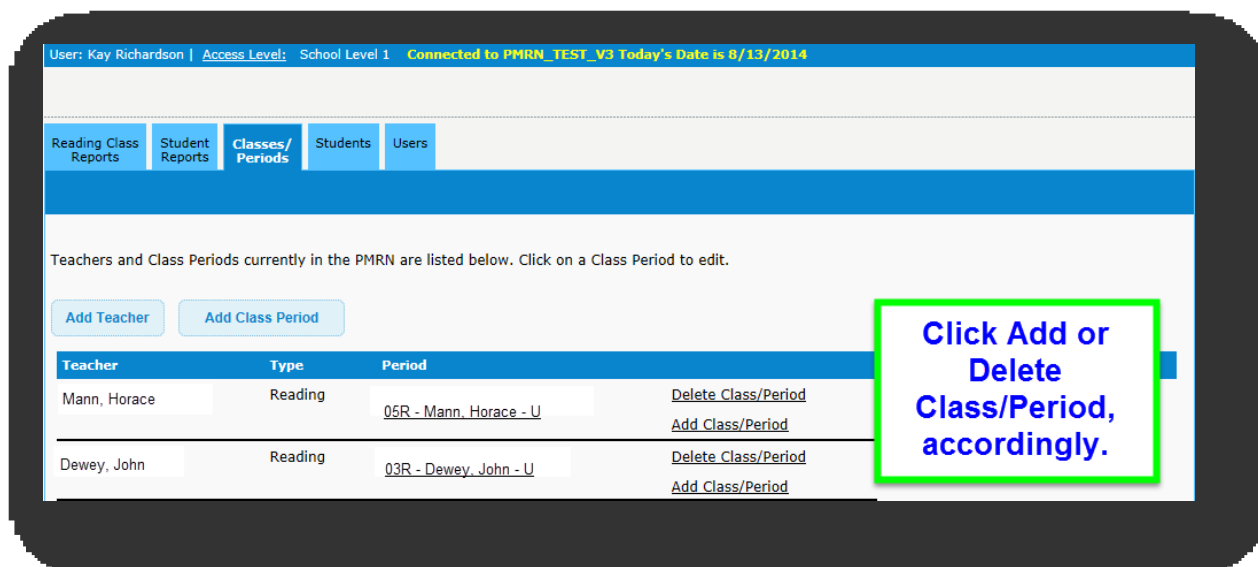 User: Kay Richardson | Access Level: School Level 1 Connected to PMRN_TEST_V3 Today's Date is 8/13/2014
Reading Class Reports Student Reports Classes/ Periods Students Users
Teachers and Class Periods currently in the PMRN are listed below. Click on a Class Period to edit.
Add Teacher Add Class Period
Teacher Type Period
Mann, Horace Reading 05R - Mann, Horace - U Delete Class/Period
Add Class/Period
Dewey, John Reading 03R - Dewey, John - U Delete Class/Period
Add Class/Period
Click Add or
Delete
Class/Period,
accordingly.